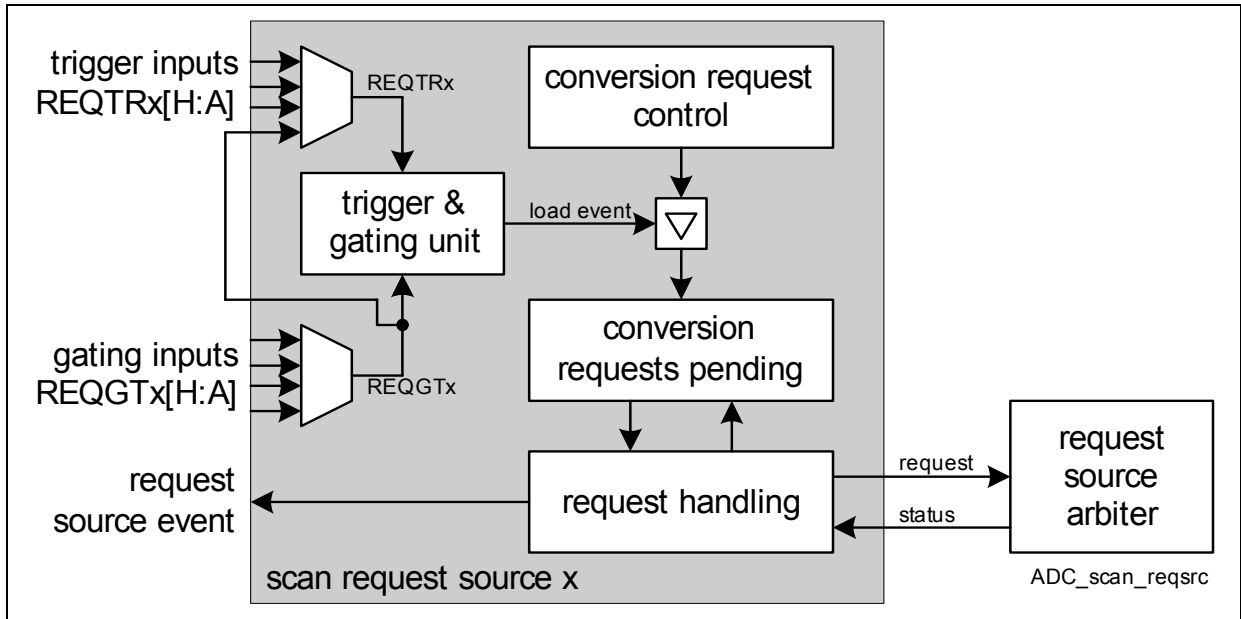 trigger inputs
REQTRx[H:A]
REQTRx
conversion request
control
trigger &
gating unit
load event
conversion
requests pending
gating inputs
REQGTx[H:A]
REQGTx
request
source event
request handling
request
status
request
source
arbiter
scan request source x
ADC_scan_reqsrc